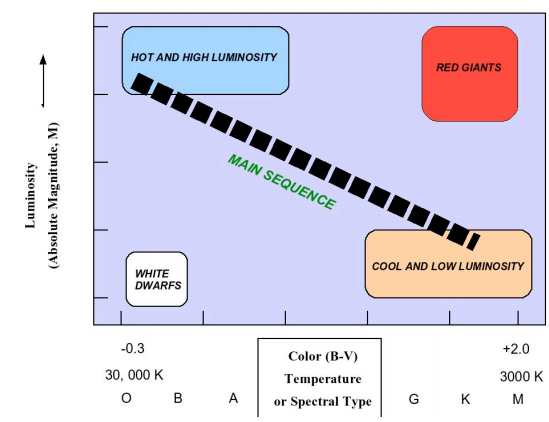 HOT AND HIGH LUMINOSITY
RED GIANTS
MAIN SEQUENCE
Luminosity
(Absolute Magnitude, M)
WHITE
DWARFS
COOL AND LOW LUMINOSITY
-0.3
Color (B-V)
+2.0
30, 000 K
Temperature
3000 K
O B A
or Spectral Type
G K M